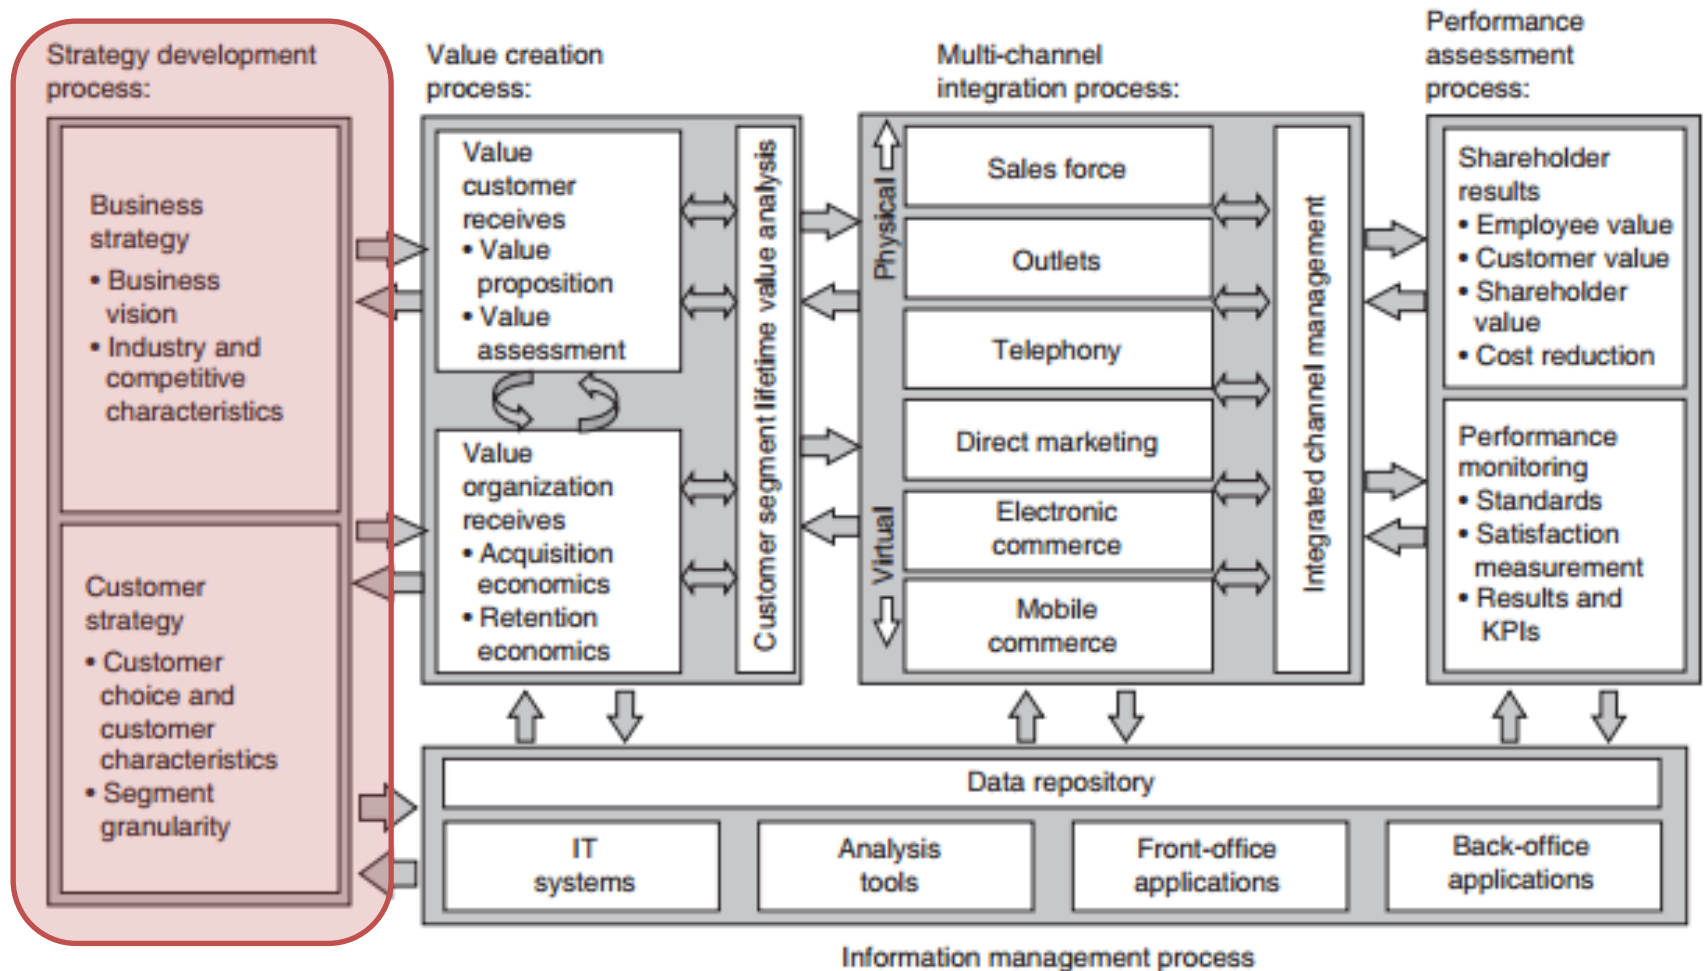 Strategy development
process:
Business
strategy
• Business
vision
• Industry and
competitive
characteristics
Customer
strategy
• Customer
choice and
customer
characteristics
• Segment
granularity
Value creation
process:
Value
customer
receives
• Value
proposition
• Value
assessment
Value
organization
receives
• Acquisition
economics
• Retention
economics
Customer segment lifetime value analysis
Multi-channel
integration process:
Physical
Virtual
Sales force
Outlets
Telephony
Direct marketing
Electronic
commerce
Mobile
commerce
Integrated channel management
Performance
assessment
process:
Shareholder
results
• Employee value
• Customer value
• Shareholder
value
• Cost reduction
Performance
monitoring
• Standards
• Satisfaction
measurement
• Results and
KPIs
Data repository
IT
systems
Analysis
tools
Front-office
applications
Back-office
applications
Information management process